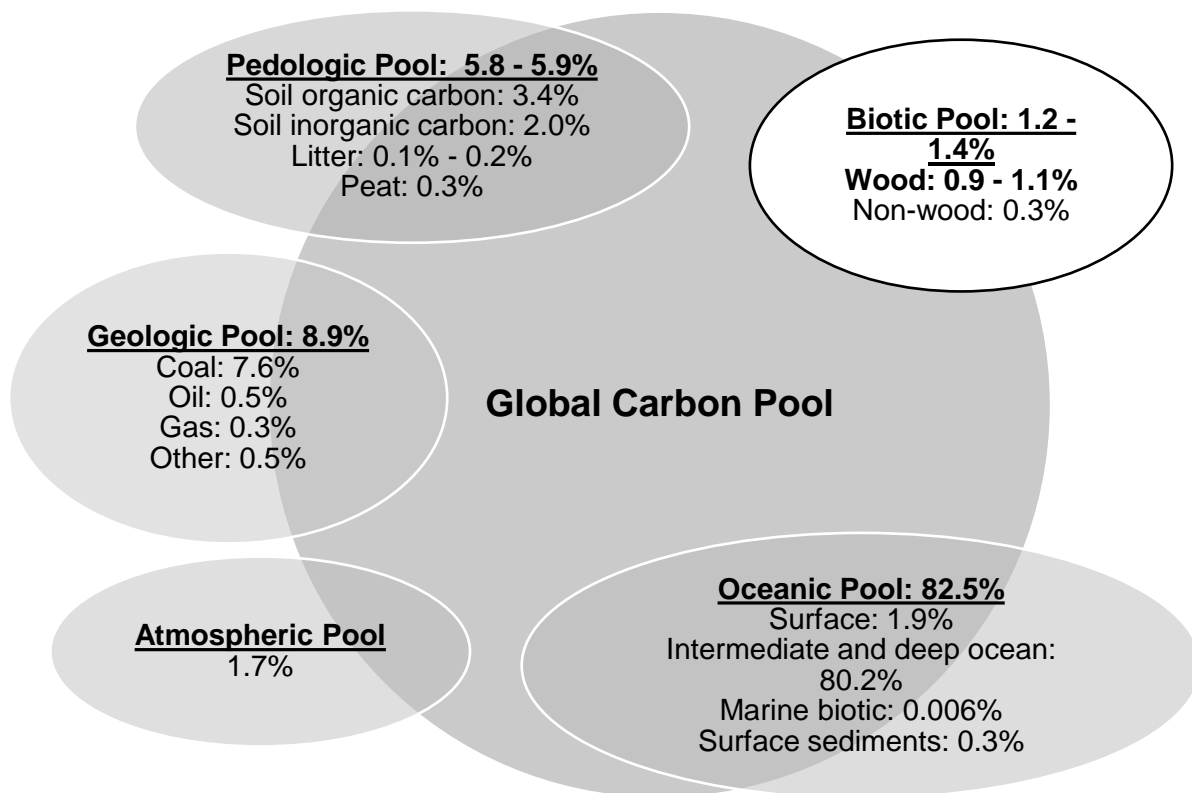 Pedologic Pool: 5.8 - 5.9%
Soil organic carbon: 3.4%
Soil inorganic carbon: 2.0%
Litter: 0.1% - 0.2%
Peat: 0.3%
Biotic Pool: 1.2 -
1.4%
Wood: 0.9 - 1.1%
Non-wood: 0.3%
Geologic Pool: 8.9%
Coal: 7.6%
Oil: 0.5%
Gas: 0.3%
Other: 0.5%
Global Carbon Pool
Atmospheric Pool
1.7%
Oceanic Pool: 82.5%
Surface: 1.9%
Intermediate and deep ocean:
80.2%
Marine biotic: 0.006%
Surface sediments: 0.3%